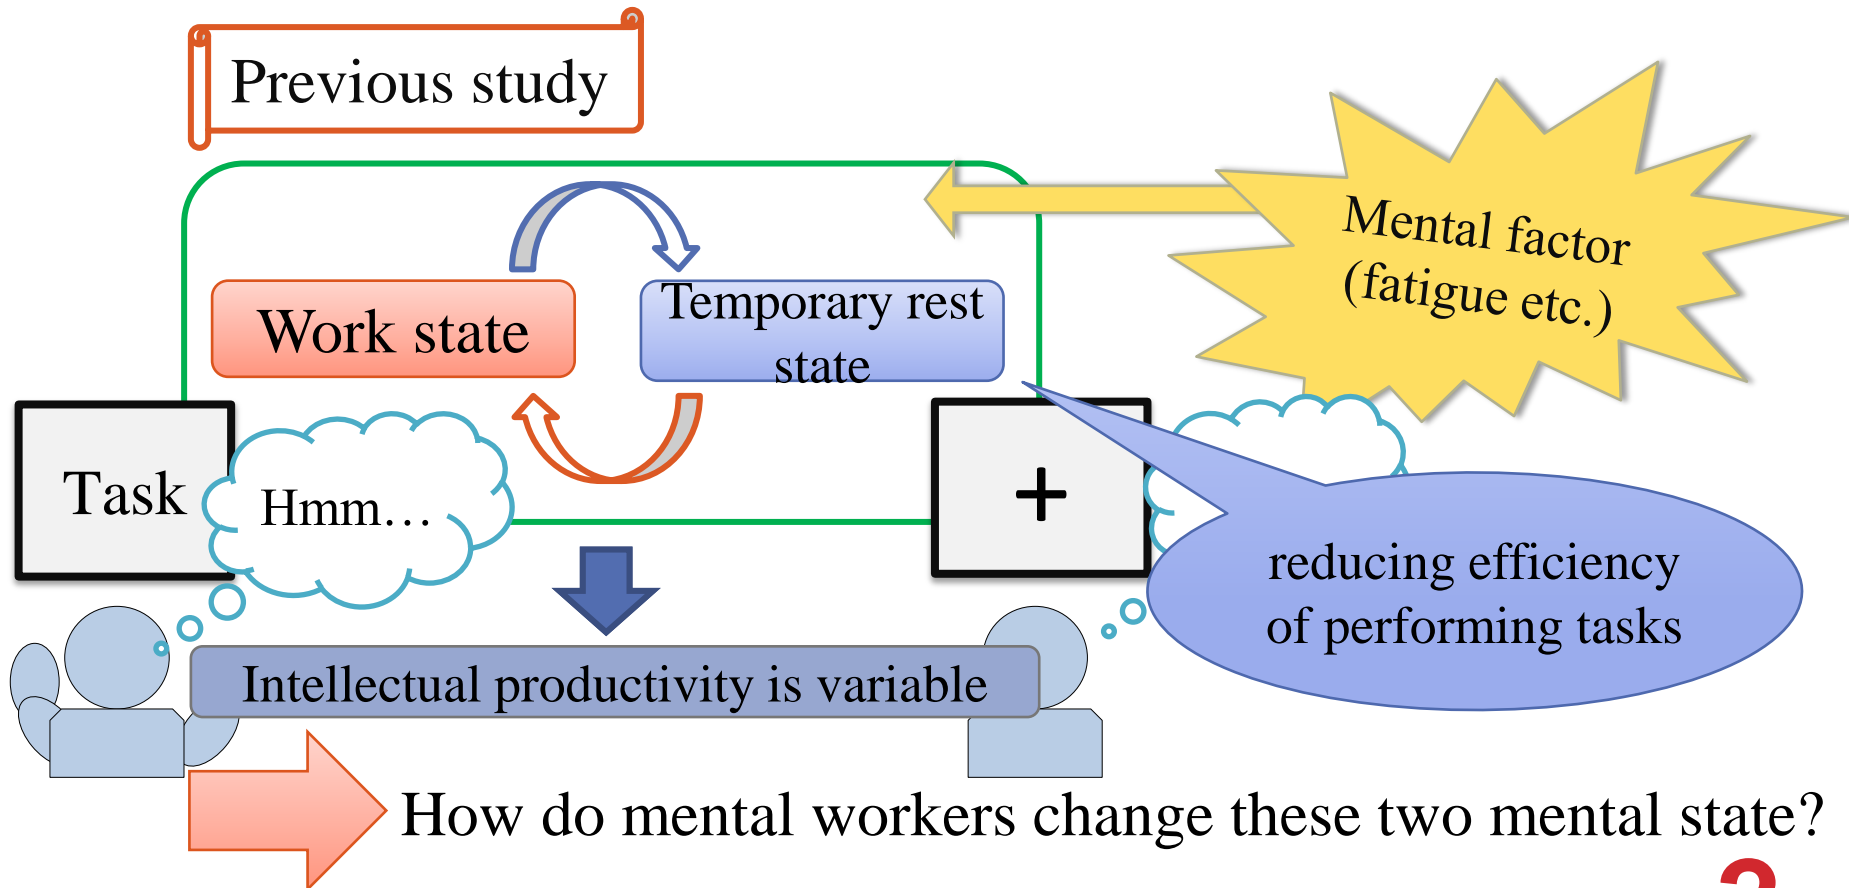 Previous study
Mental factor
(fatigue etc.)
Work state
Temporary rest
state
Task
Hmm…
+
reducing efficiency
of performing tasks
Intellectual productivity is variable
How do mental workers change these two mental state?